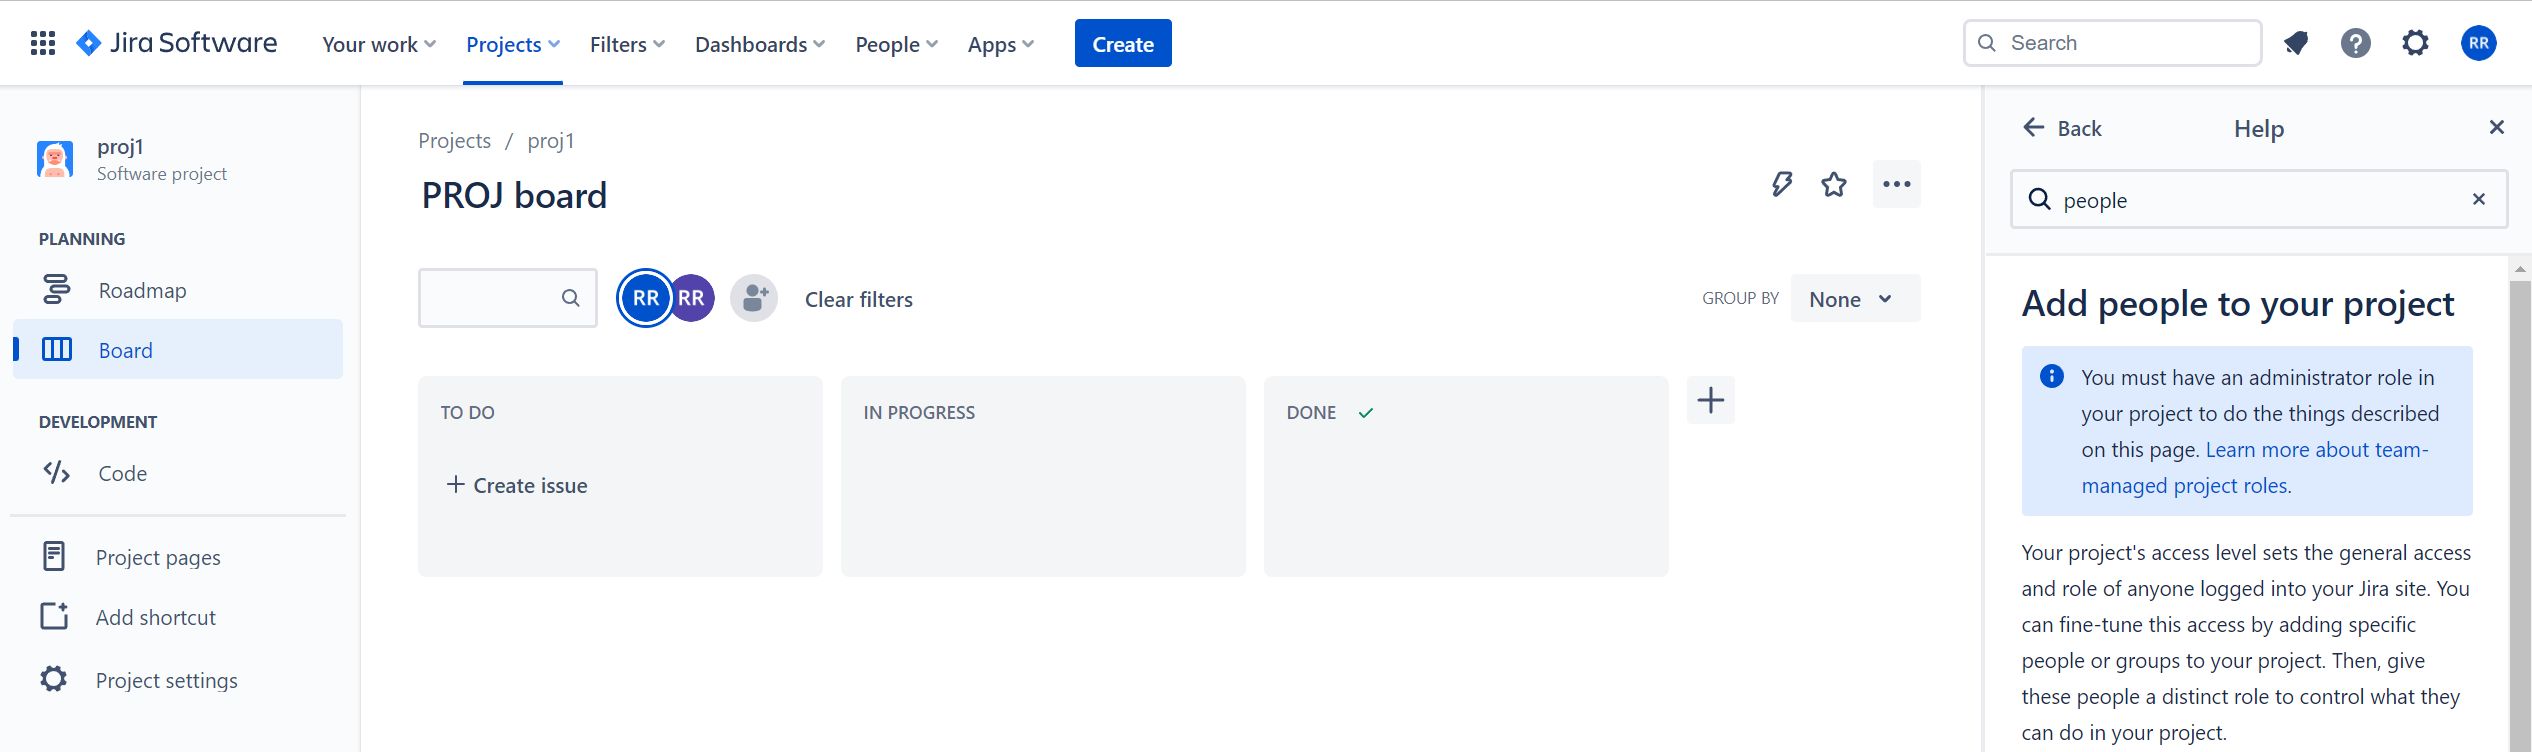 Jira Software
Your work
Projects
Filters
Dashboards
People
Apps
Create
Search
RR
proj1
Software project
PLANNING
Roadmap
Board
DEVELOPMENT
Code
Project pages
Add shortcut
Project settings
Projects / proj1
PROJ board
RR
RR
Clear filters
GROUP BY
None
TO DO
+ Create issue
IN PROGRESS
DONE
Back
Help
people
Add people to your project
You must have an administrator role in
your project to do the things described
on this page. Learn more about team-
managed project roles.
Your project's access level sets the general access
and role of anyone logged into your Jira site. You
can fine-tune this access by adding specific
people or groups to your project. Then, give
these people a distinct role to control what they
can do in your project.